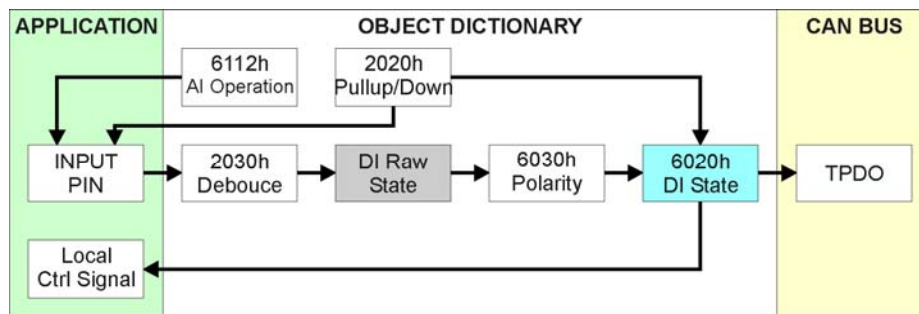 APPLICATION
OBJECT DICTIONARY
CAN BUS
6112h
AI Operation
2020h
Pullup/Down
INPUT
PIN
2030h
Debouce
DI Raw
State
6030h
Polarity
6020h
DI State
TPDO
Local
Ctrl Signal